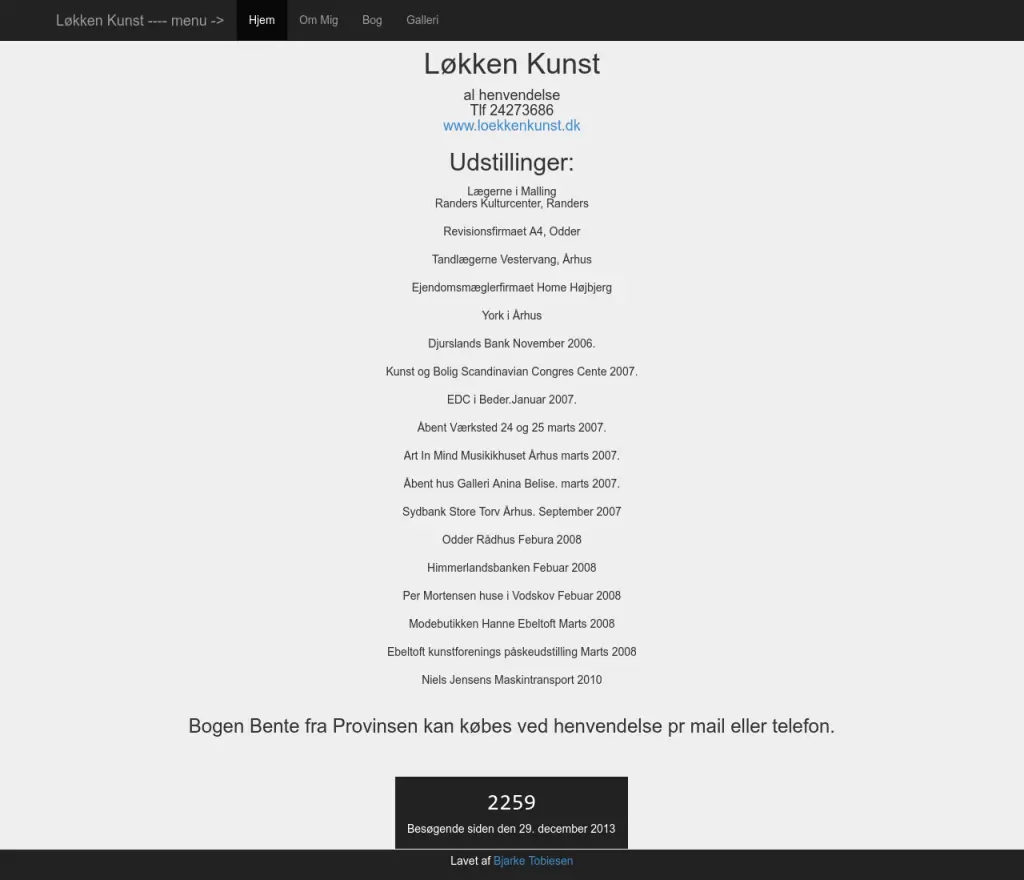 Løkken Kunst ---- menu -> Hjem Om Mig Bog Galleri
Løkken Kunst
al henvendelse
Tlf 24273686
www.loekkenkunst.dk
Udstillinger:
Lægerne i Malling
Randers Kulturcenter, Randers
Revisionsfirmaet A4, Odder
Tandlægerne Vestervang, Århus
Ejendomsmæglerfirmaet Home Højbjerg
York i Århus
Djurslands Bank November 2006.
Kunst og Bolig Scandinavian Congres Cente 2007.
EDC i Beder.Januar 2007.
Åbent Værksted 24 og 25 marts 2007.
Art In Mind Musikikhuset Århus marts 2007.
Åbent hus Galleri Anina Belise. marts 2007.
Sydbank Store Torv Århus. September 2007
Odder Rådhus Febura 2008
Himmerlandsbanken Febuar 2008
Per Mortensen huse i Vodskov Febuar 2008
Modebutikken Hanne Ebeltoft Marts 2008
Ebeltoft kunstforenings påskeudstilling Marts 2008
Niels Jensens Maskintransport 2010
Bogen Bente fra Provinsen kan købes ved henvendelse pr mail eller telefon.
2259
Besøgende siden den 29. december 2013
Lavet af Bjarke Tobiesen